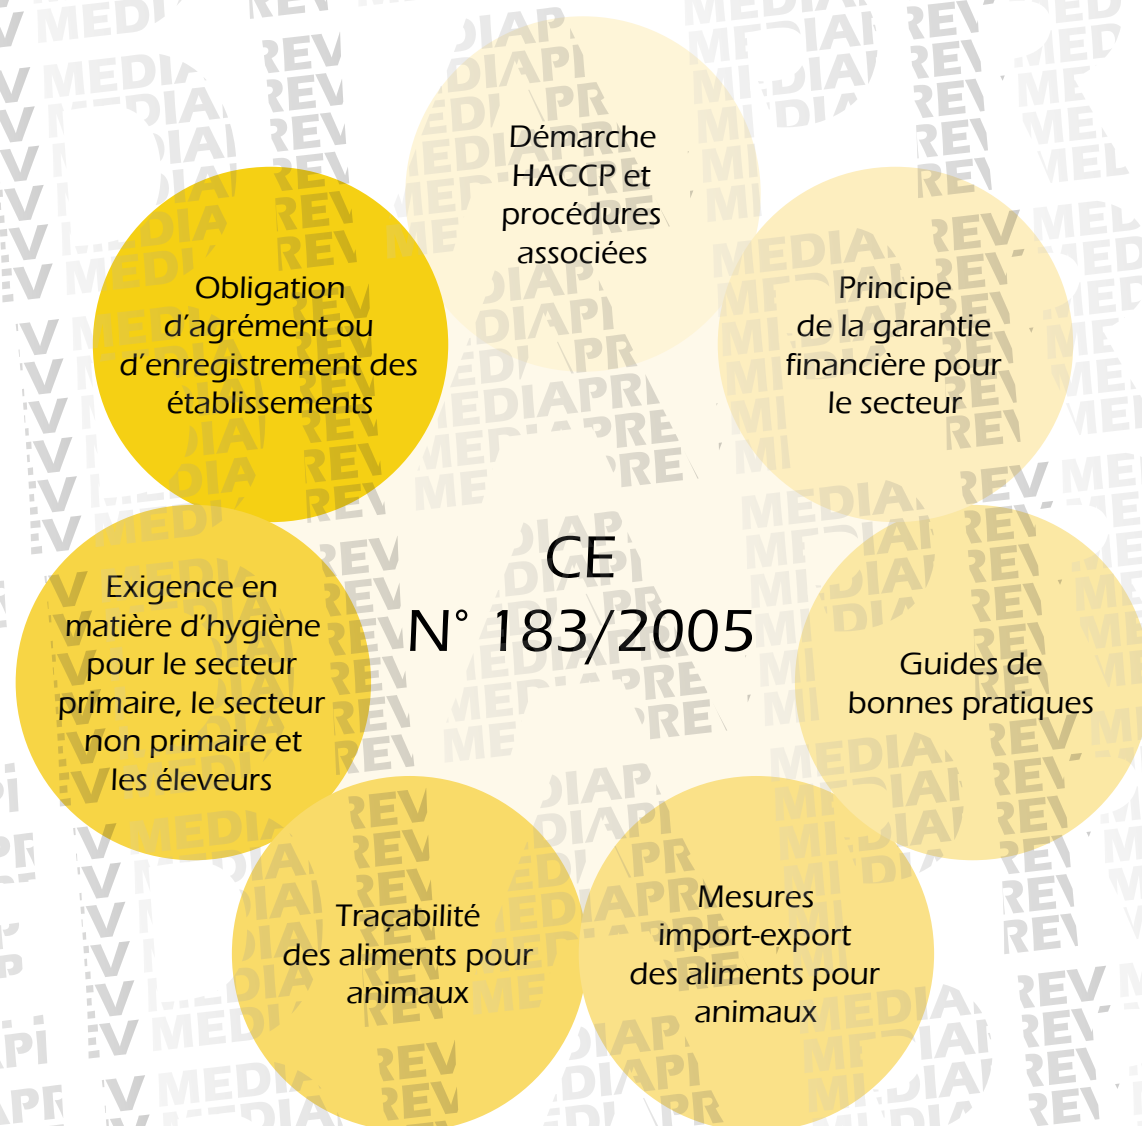 Démarche
HACCP et
procédures
associées
Principe
de la garantie
financière pour
le secteur
Guides de
bonnes pratiques
Mesures
import-export
des aliments pour
animaux
Traçabilité
des aliments pour
animaux
Exigence en
matière d’hygiène
pour le secteur
primaire, le secteur
non primaire et
les éleveurs
Obligation
d’agrément ou
d’enregistrement des
établissements
CE
N° 183/2005